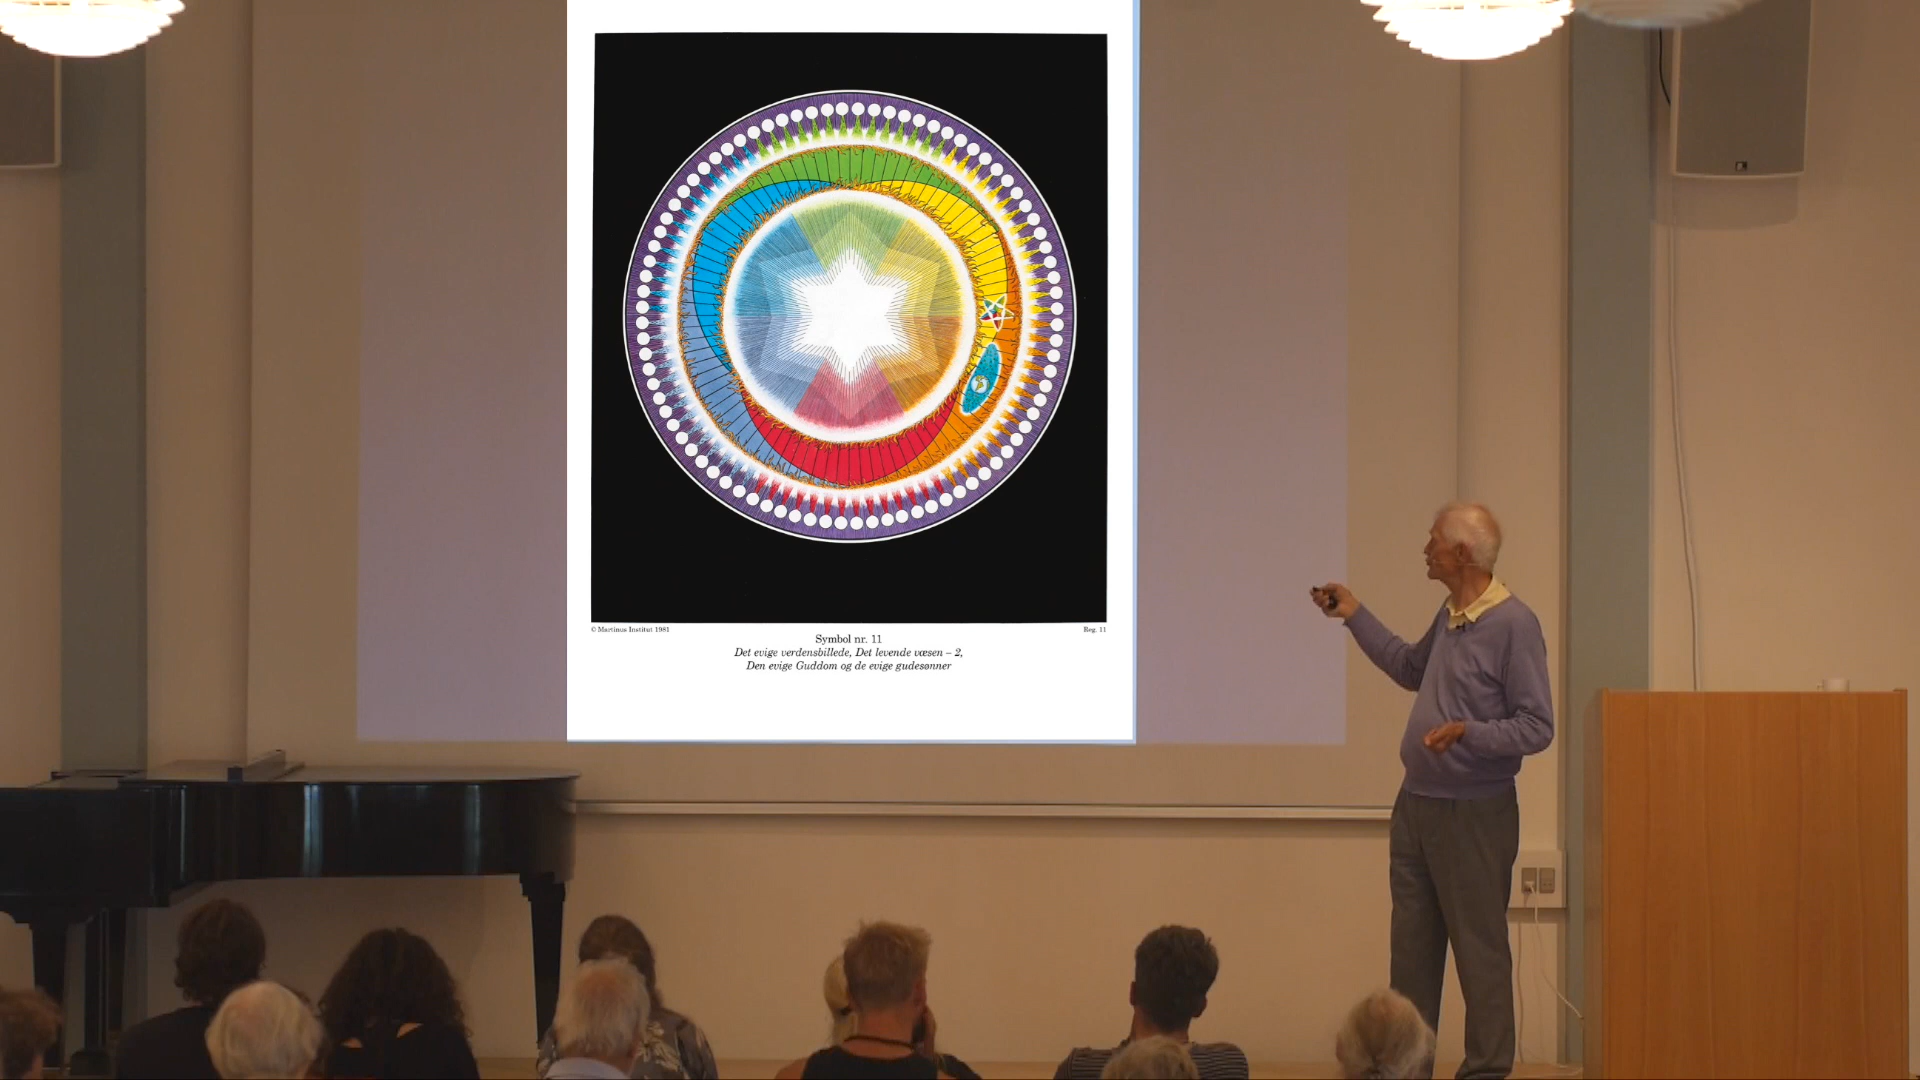 © Martinus Institut 1981
Reg. 11
Symbol nr. 11
Det evige verdensbillede, Det levende væsen – 2,
Den evige Guddom og de evige gudesønner